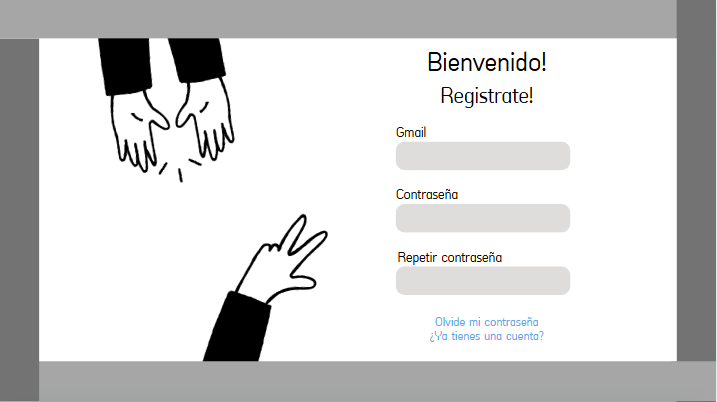 Bienvenido!
Registrate!
Gmail
Contraseña
Repetir contraseña
Olvide mi contraseña
¿Ya tienes una cuenta?